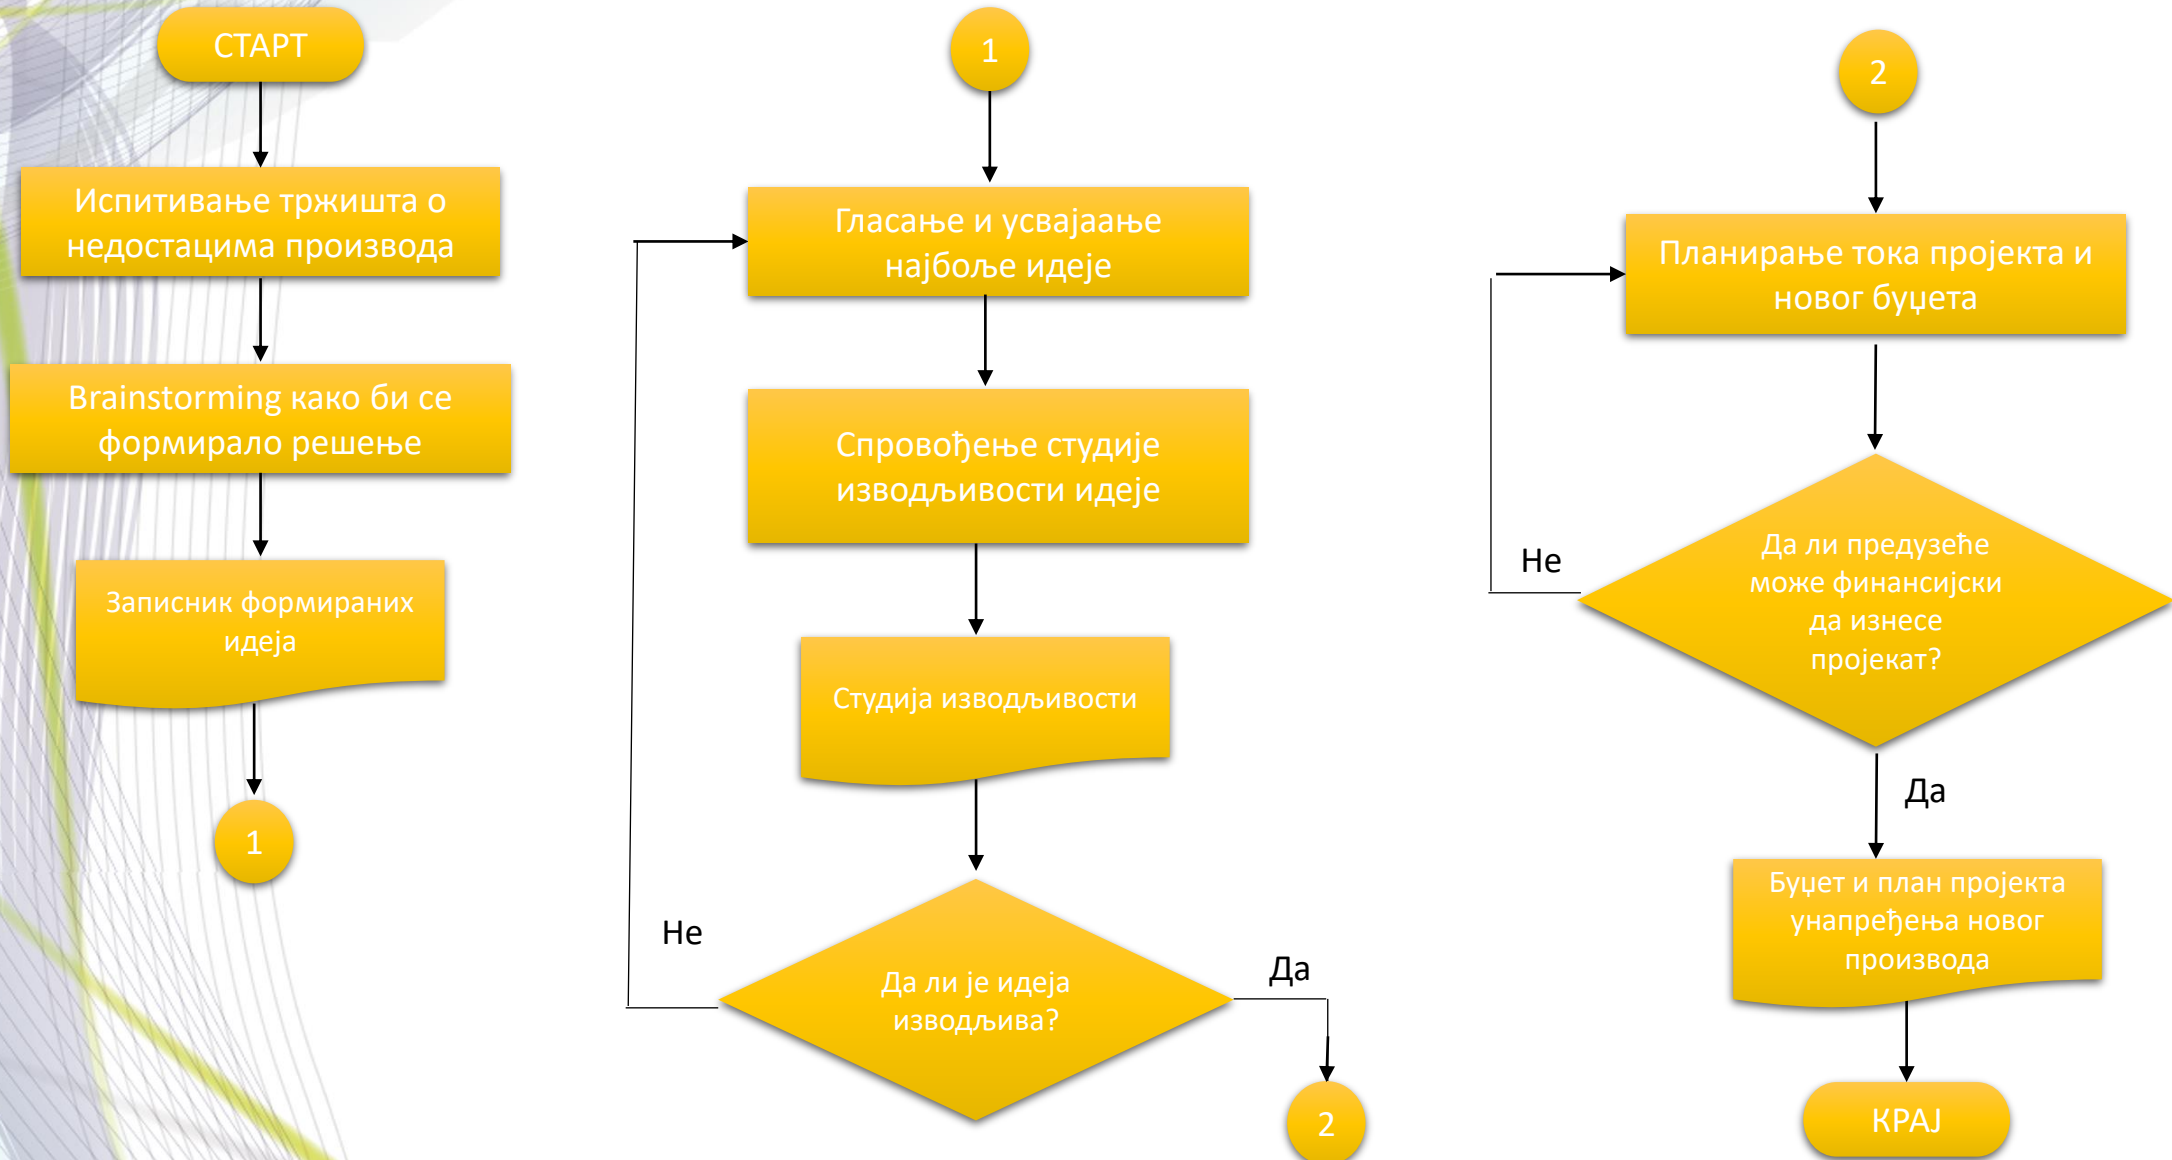 СТАРТ
Испитивање тржишта о
недостацима производа
Brainstorming како би се
формирало решење
Записник формираних
идеја
1
1
Гласање и усвајаање
најбоље идеје
Спровођење студије
изводљивости идеје
Студија изводљивости
Не
Да ли је идеја
изводљива?
Да
2
2
Планирање тока пројекта и
новог буџета
Не
Да ли предузеће
може финансијски
да изнесе
пројекат?
Да
Буџет и план пројекта
унапређења новог
производа
КРАЈ